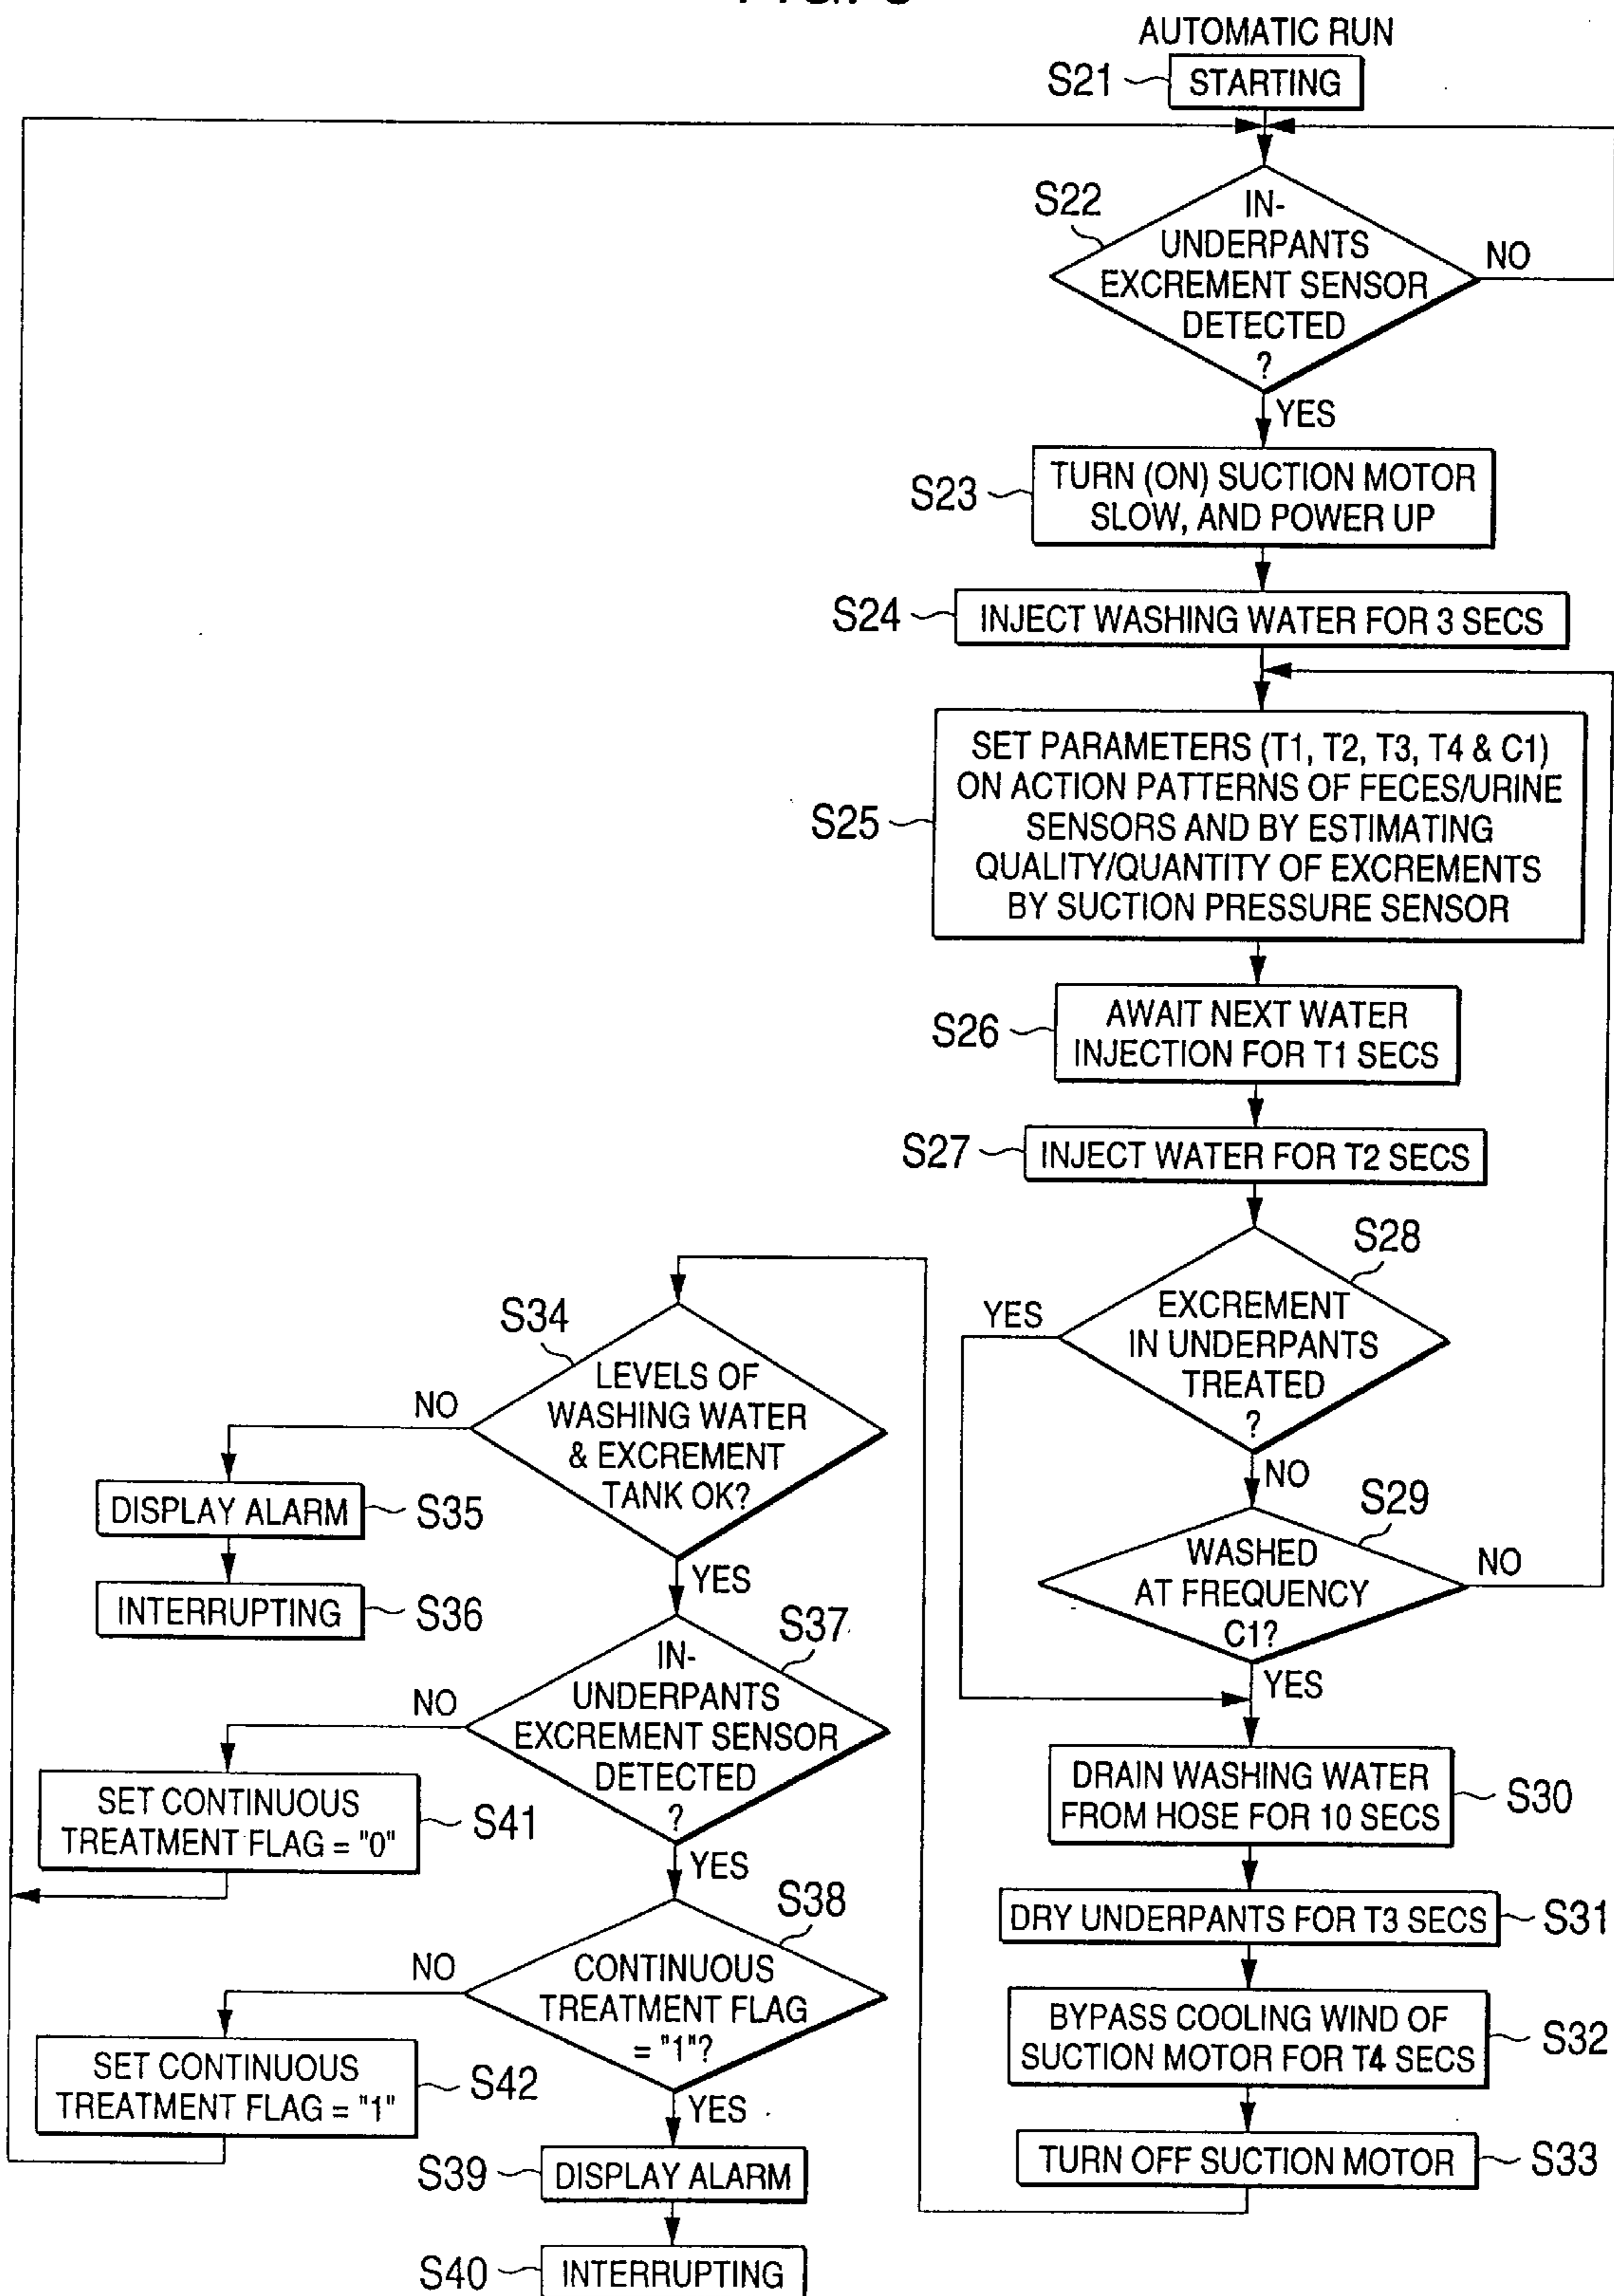 AUTOMATIC RUN
S21
STARTING
S22
IN-
UNDERPANTS
EXCREMENT SENSOR
DETECTED
?
NO
YES
S23
TURN (ON) SUCTION MOTOR
SLOW, AND POWER UP
S24
INJECT WASHING WATER FOR 3 SECS
S25
SET PARAMETERS (T1, T2, T3, T4 & C1)
ON ACTION PATTERNS OF FECES/URINE
SENSORS AND BY ESTIMATING
QUALITY/QUANTITY OF EXCREMENTS
BY SUCTION PRESSURE SENSOR
S26
AWAIT NEXT WATER
INJECTION FOR T1 SECS
S27
INJECT WATER FOR T2 SECS
S28
EXCREMENT
IN UNDERPANTS
TREATED
?
YES
NO
S29
WASHED
AT FREQUENCY
C1?
NO
YES
DRAIN WASHING WATER
FROM HOSE FOR 10 SECS
S30
DRY UNDERPANTS FOR T3 SECS
S31
BYPASS COOLING WIND OF
SUCTION MOTOR FOR T4 SECS
S32
TURN OFF SUCTION MOTOR
S33
S34
LEVELS OF
WASHING WATER
& EXCREMENT
TANK OK?
NO
YES
DISPLAY ALARM
S35
INTERRUPTING
S36
S37
IN-
UNDERPANTS
EXCREMENT SENSOR
DETECTED
?
NO
YES
SET CONTINUOUS
TREATMENT FLAG = "0"
S41
S38
CONTINUOUS
TREATMENT FLAG
= "1"?
NO
YES
SET CONTINUOUS
TREATMENT FLAG = "1"
S42
S39
DISPLAY ALARM
S40
INTERRUPTING